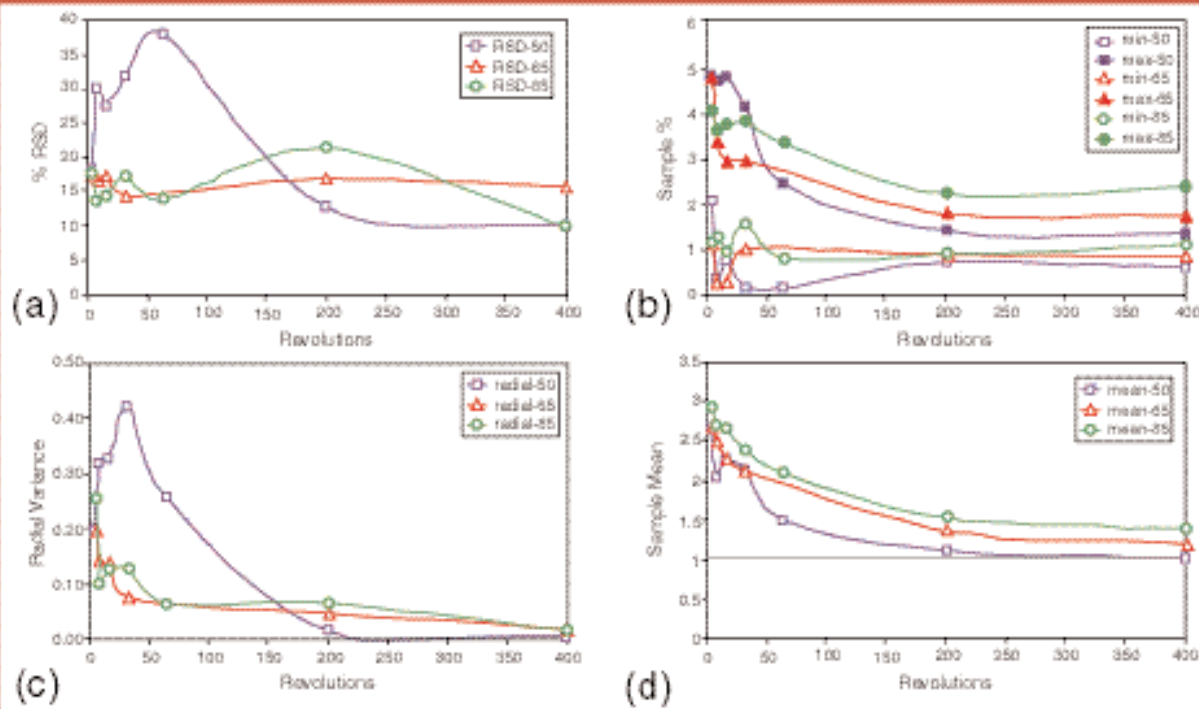 40
35
30
25
20
15
10
5
0
% RSD
RSD-50
RSD-65
RSD-85
0 50 100 150 200 250 300 350 400
Revolutions
(a)
6
5
4
3
2
1
0
Sample %
min-50
max-50
min-65
max-65
min-85
max-85
0 50 100 150 200 250 300 350 400
Revolutions
(b)
0.50
0.40
0.30
0.20
0.10
0.00
Radial Variance
radial-50
radial-65
radial-85
0 50 100 150 200 250 300 350 400
Revolutions
(c)
3.5
3
2.5
2
1.5
1
0.5
0
Sample Mean
mean-50
mean-65
mean-85
0 50 100 150 200 250 300 350 400
Revolutions
(d)